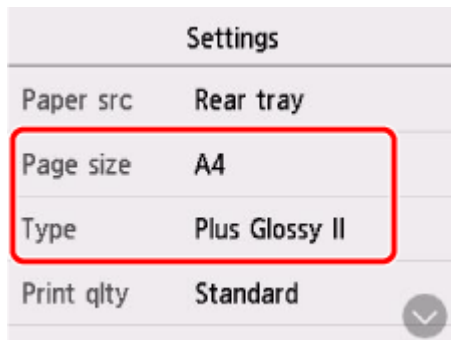 Settings
Paper src Rear tray
Page size A4
Type Plus Glossy II
Print qlty Standard